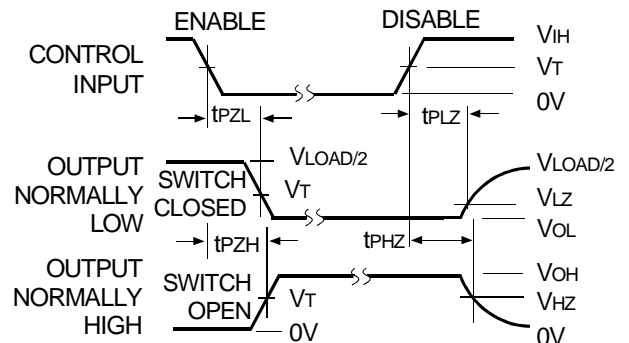 ENABLE
DISABLE
CONTROL
INPUT
VIH
VT
0V
tPZL
tPLZ
OUTPUT
NORMALLY
LOW
SWITCH
CLOSED
VLOAD/2
VT
VLOAD/2
VLZ
VOL
tPZH
tPHZ
OUTPUT
NORMALLY
HIGH
SWITCH
OPEN
VT
0V
VOH
VHZ
0V